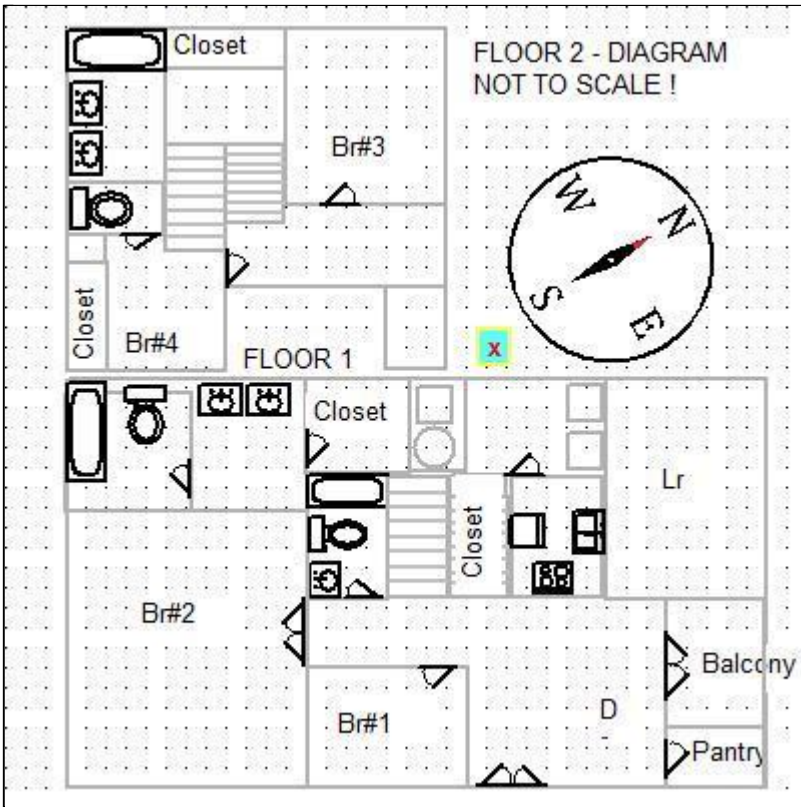 Closet
FLOOR 2 - DIAGRAM
NOT TO SCALE !
Br#3
W
N
S
E
Closet
Br#4
FLOOR 1
x
Closet
Lr
Closet
Br#2
Balcony
Br#1
D
Pantry